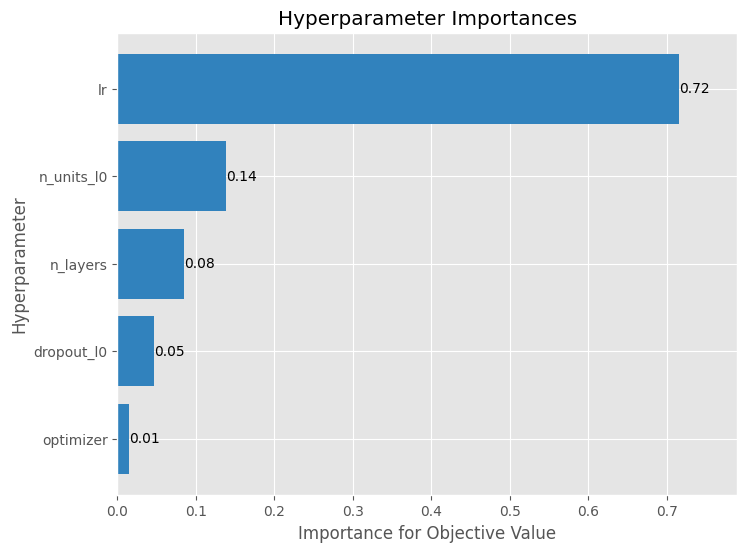 Hyperparameter Importances
Hyperparameter
lr
0.72
n_units_l0
0.14
n_layers
0.08
dropout_l0
0.05
optimizer
0.01
0.0 0.1 0.2 0.3 0.4 0.5 0.6 0.7
Importance for Objective Value